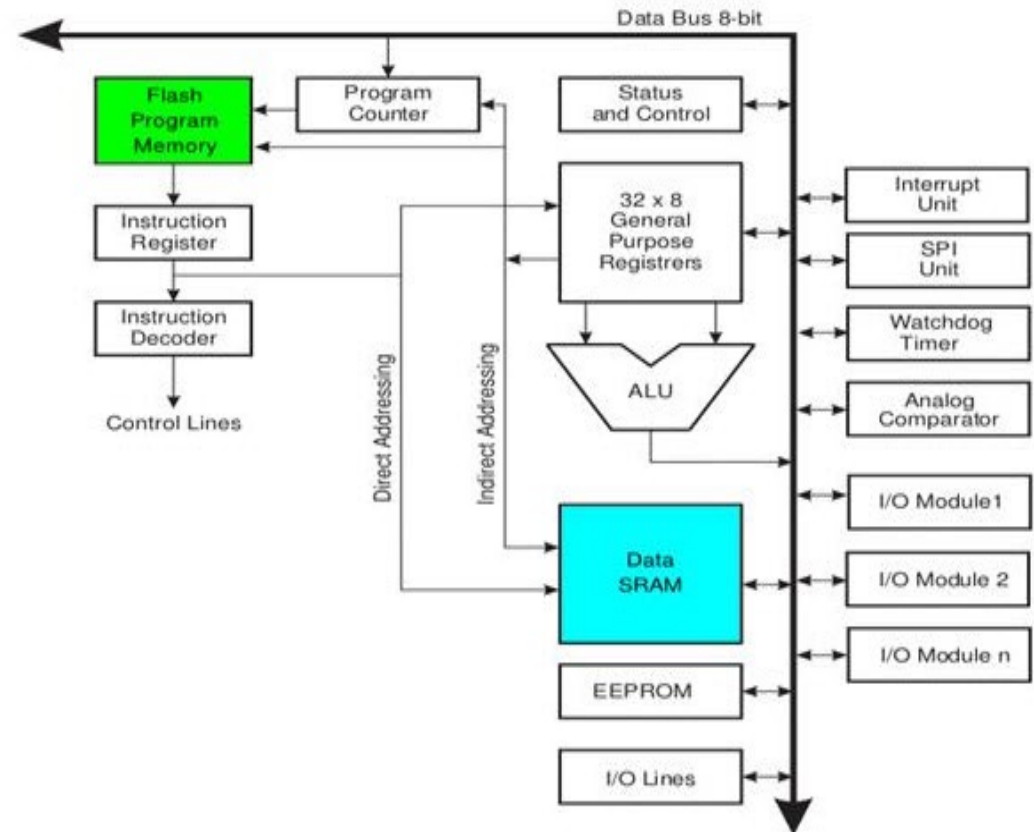 Data Bus 8-bit
Flash
Program
Memory
Program
Counter
Status
and Control
Instruction
Register
32 x 8
General
Purpose
Registrers
Interrupt
Unit
SPI
Unit
Instruction
Decoder
Watchdog
Timer
ALU
Analog
Comparator
Control Lines
Direct Addressing
Indirect Addressing
I/O Module1
Data
SRAM
I/O Module 2
I/O Module n
EEPROM
I/O Lines